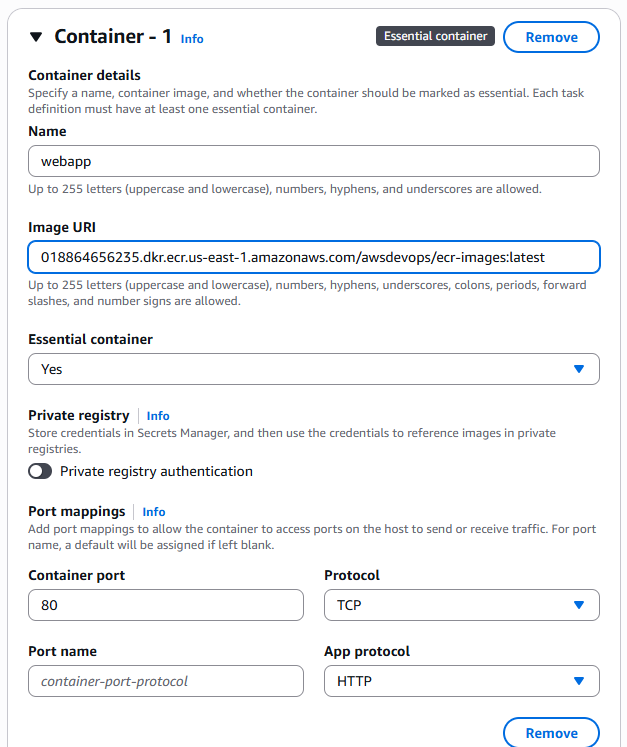 Container - 1 Info Essential container Remove
Container details
Specify a name, container image, and whether the container should be marked as essential. Each task
definition must have at least one essential container.
Name
webapp
Up to 255 letters (uppercase and lowercase), numbers, hyphens, and underscores are allowed.
Image URI
018864656235.dkr.ecr.us-east-1.amazonaws.com/awsdevops/ecr-images:latest
Up to 255 letters (uppercase and lowercase), numbers, hyphens, underscores, colons, periods, forward
slashes, and number signs are allowed.
Essential container
Yes
Private registry Info
Store credentials in Secrets Manager, and then use the credentials to reference images in private
registries.
Private registry authentication
Port mappings Info
Add port mappings to allow the container to access ports on the host to send or receive traffic. For port
name, a default will be assigned if left blank.
Container port Protocol
80 TCP
Port name App protocol
container-port-protocol HTTP
Remove